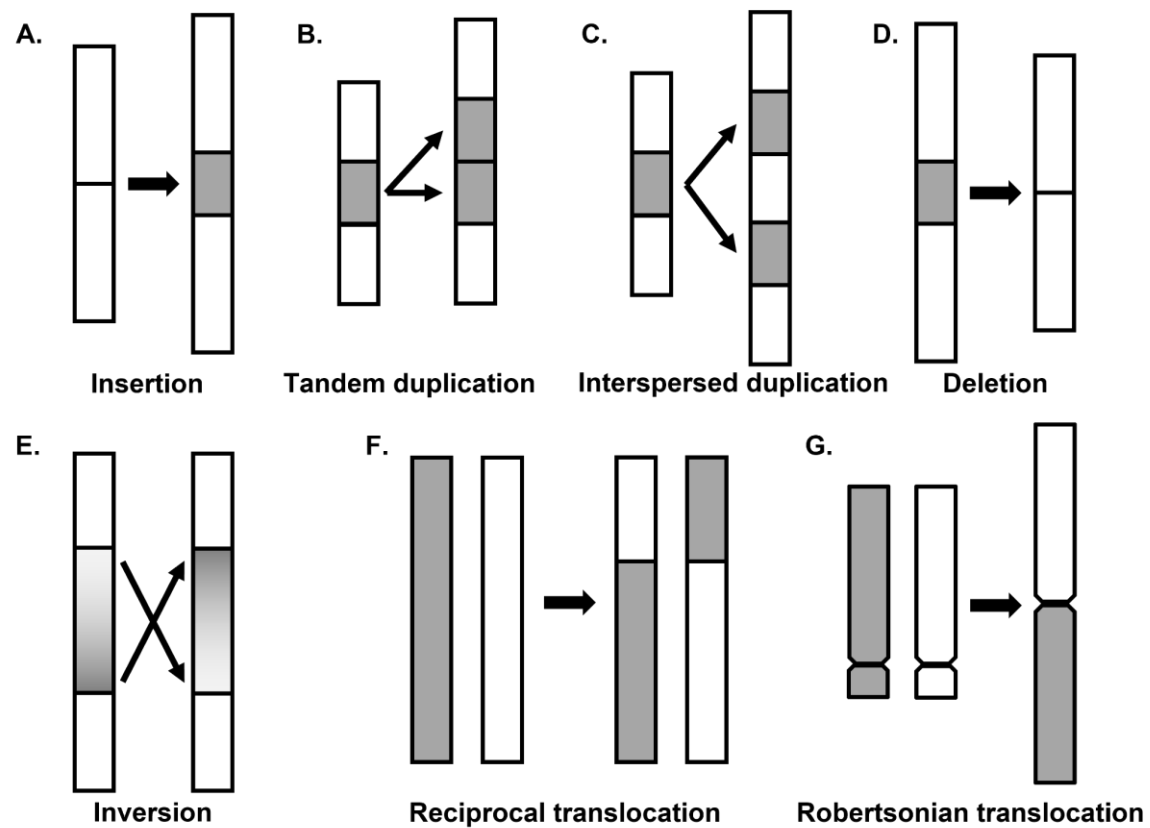 A.
B.
C.
D.
Insertion
Tandem duplication
Interspersed duplication
Deletion
E.
F.
G.
Inversion
Reciprocal translocation
Robertsonian translocation